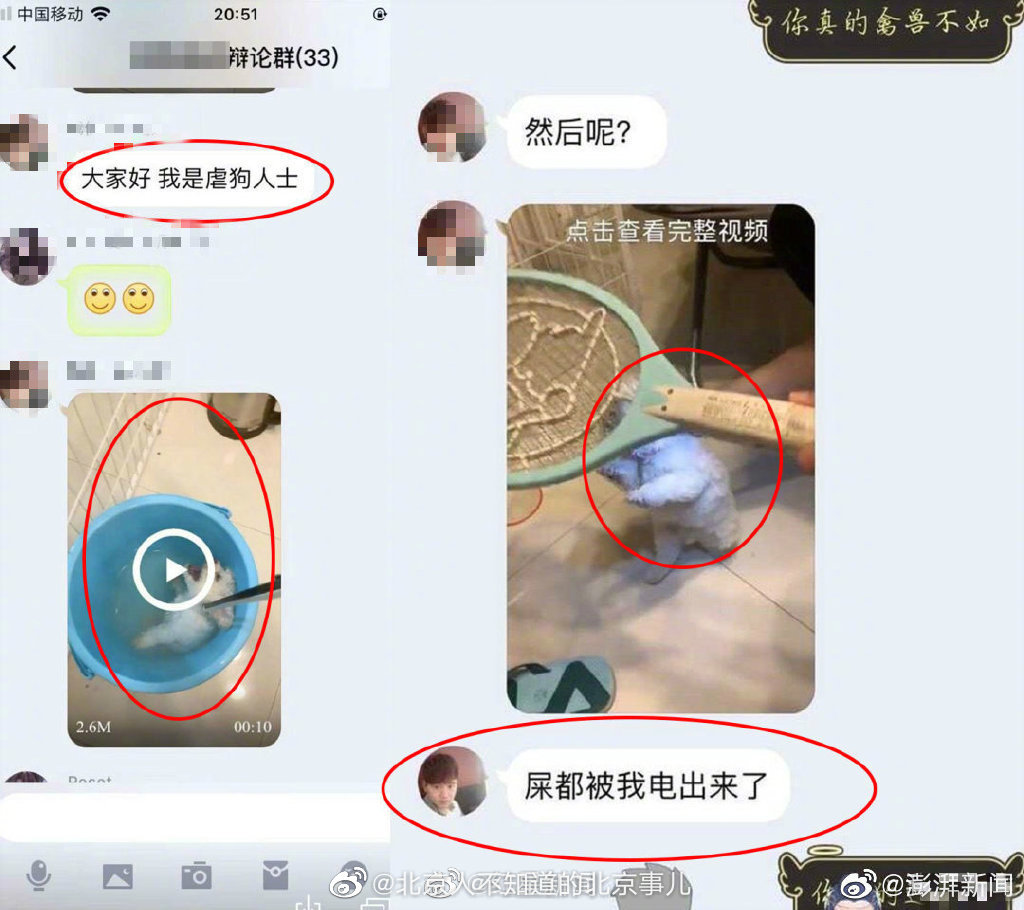 中国移动
20:51
辩论群(33)
大家好 我是虐狗人士
2.6M
00:10
你真的禽兽不如
然后呢?
点击查看完整视频
屎都被我电出来了
@北京人不知道的北京事儿
@澎湃新闻